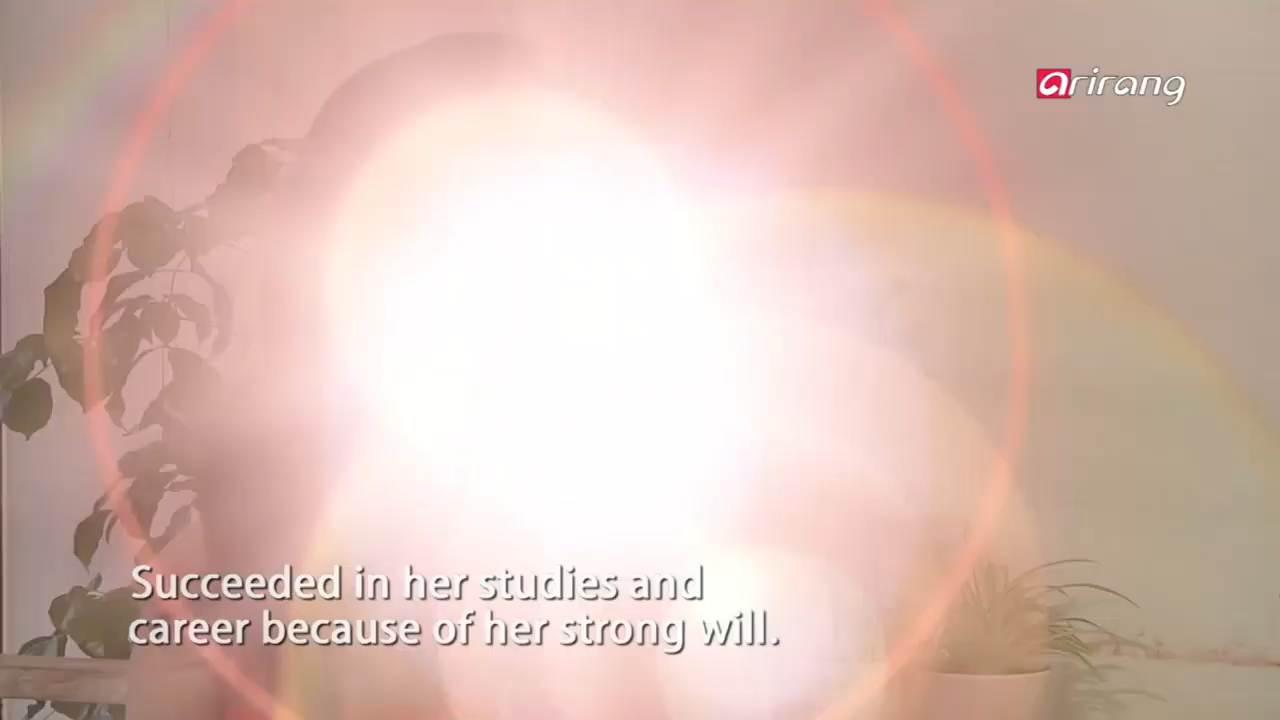 arirang
Succeeded in her studies and
career because of her strong will.